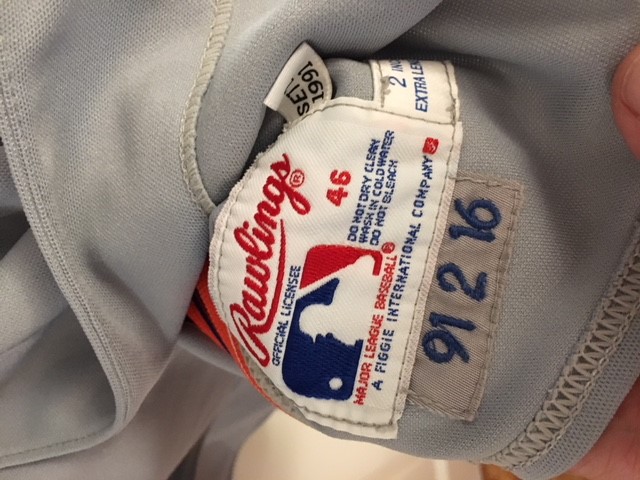 SET
1991
2 IN
EXTRA LEN
Rawlings®
46
OFFICIAL LICENSEE
DO NOT DRY CLEAN
WASH IN COLD WATER
DO NOT BLEACH
MAJOR LEAGUE BASEBALL®
A FIGGIE INTERNATIONAL COMPANY
91 2 16